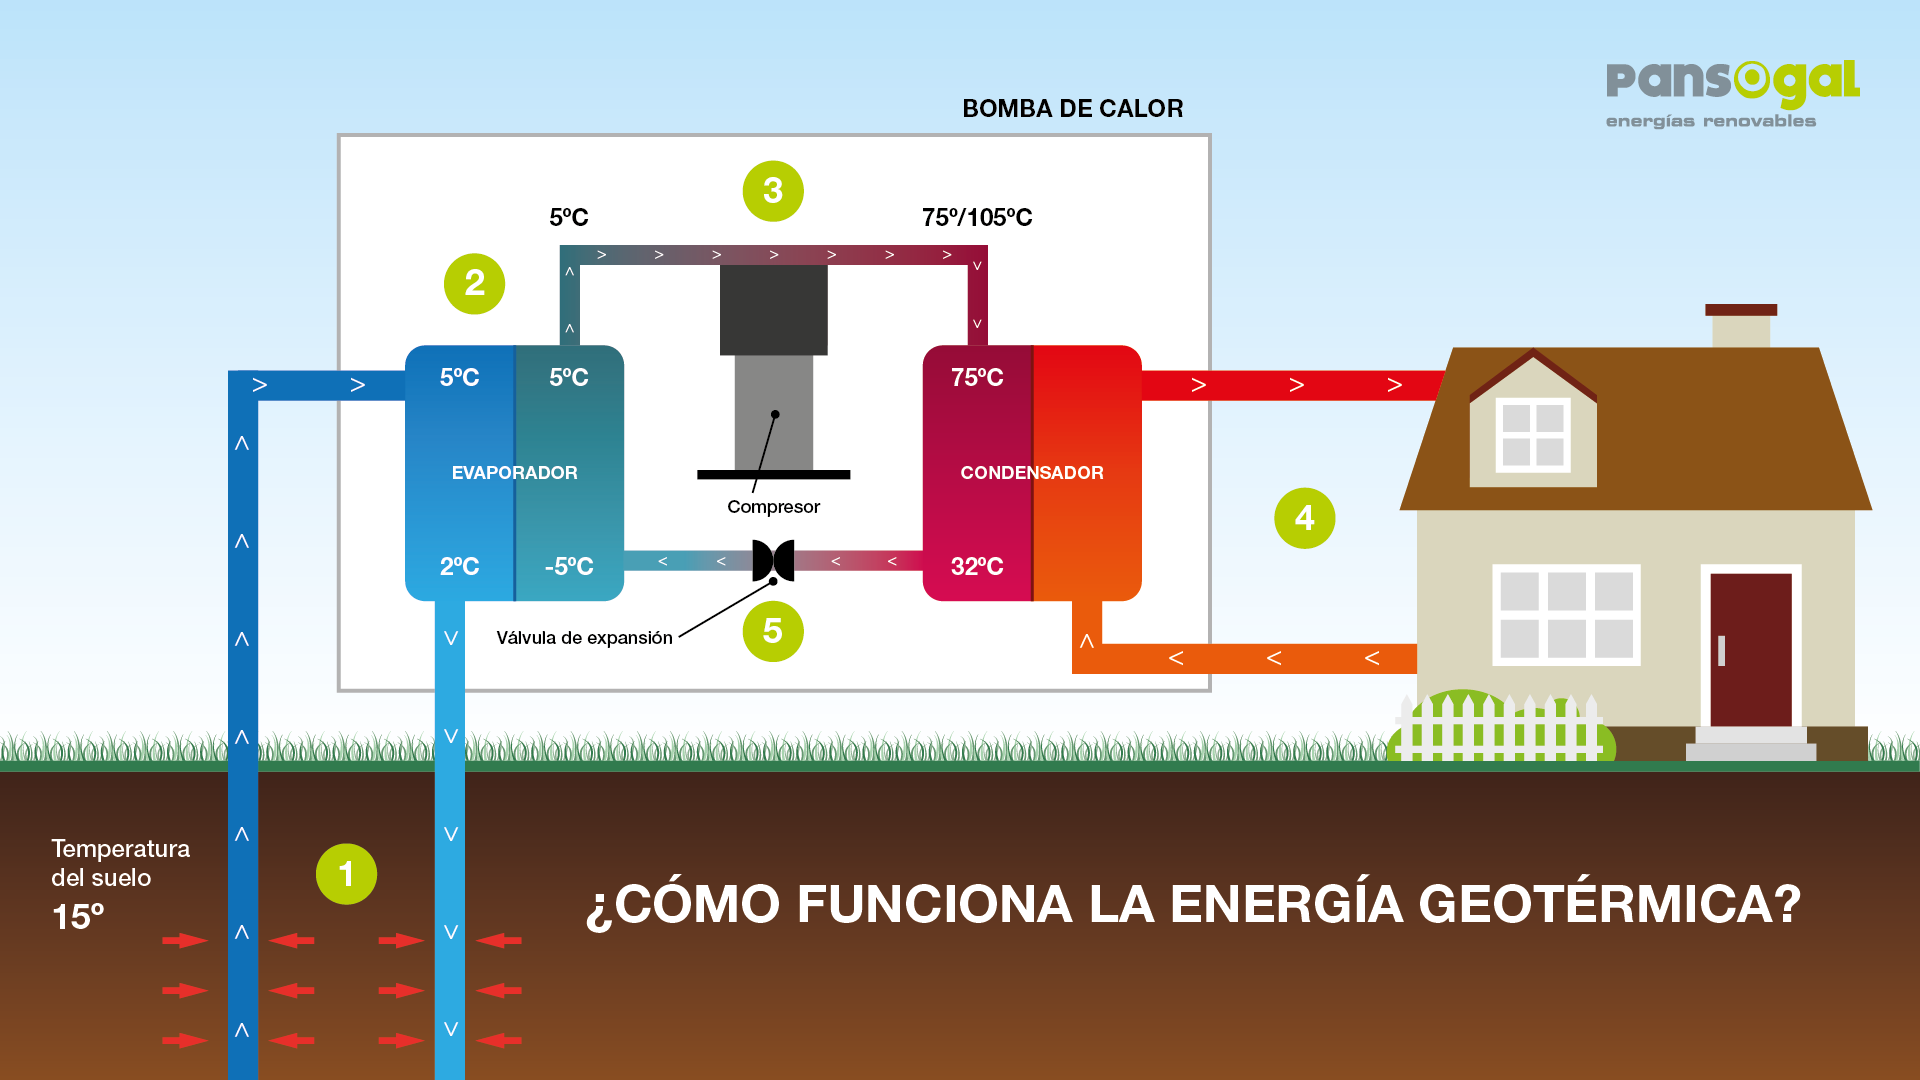 pansogal
energías renovables
BOMBA DE CALOR
3
5ºC
75º/105ºC
2
5ºC
5ºC
75ºC
EVAPORADOR
CONDENSADOR
Compresor
4
2ºC
-5ºC
32ºC
5
Válvula de expansión
Temperatura
del suelo
15º
1
¿CÓMO FUNCIONA LA ENERGÍA GEOTÉRMICA?